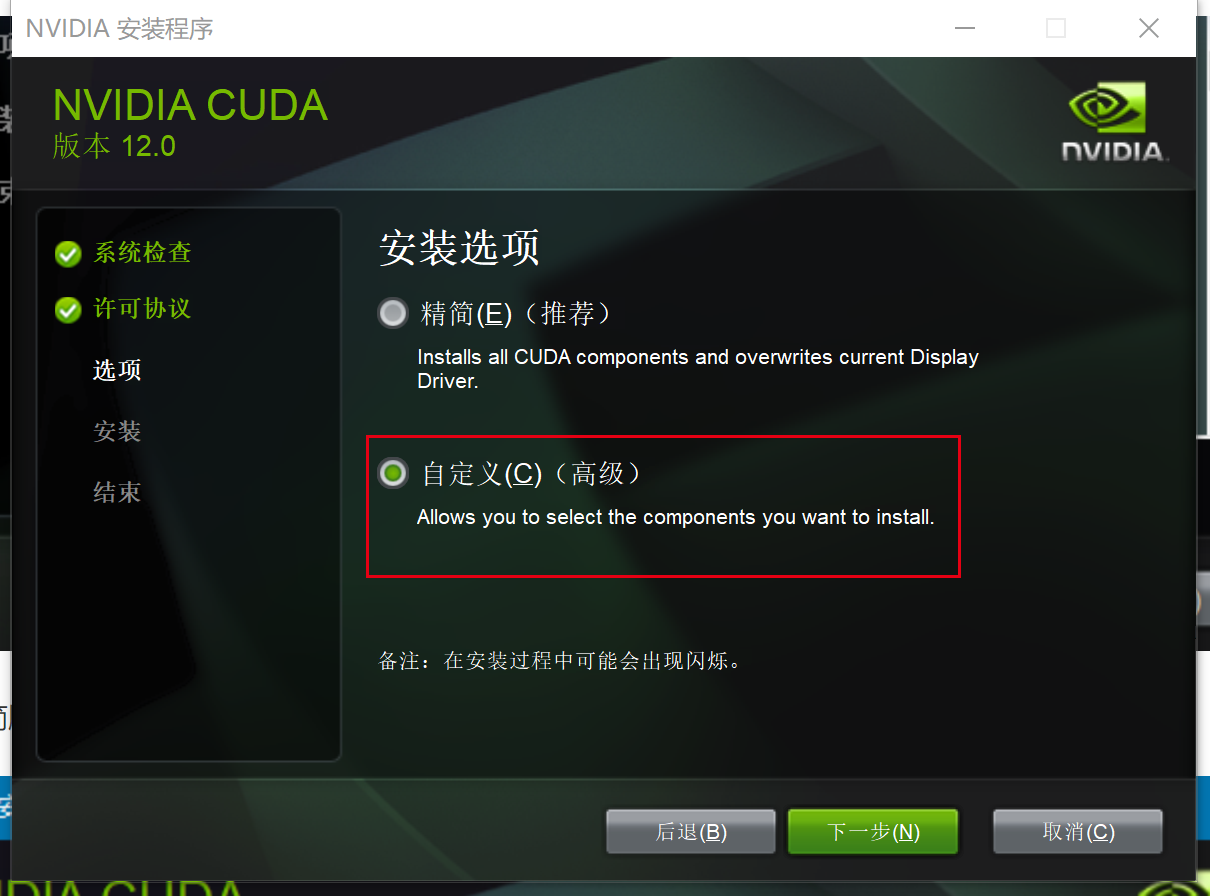 NVIDIA 安装程序
NVIDIA CUDA
版本 12.0
NVIDIA.
系统检查
许可协议
选项
安装
结束
安装选项
精简(E)（推荐）
Installs all CUDA components and overwrites current Display
Driver.
自定义(C)（高级）
Allows you to select the components you want to install.
备注：在安装过程中可能会出现闪烁。
后退(B)
下一步(N)
取消(C)